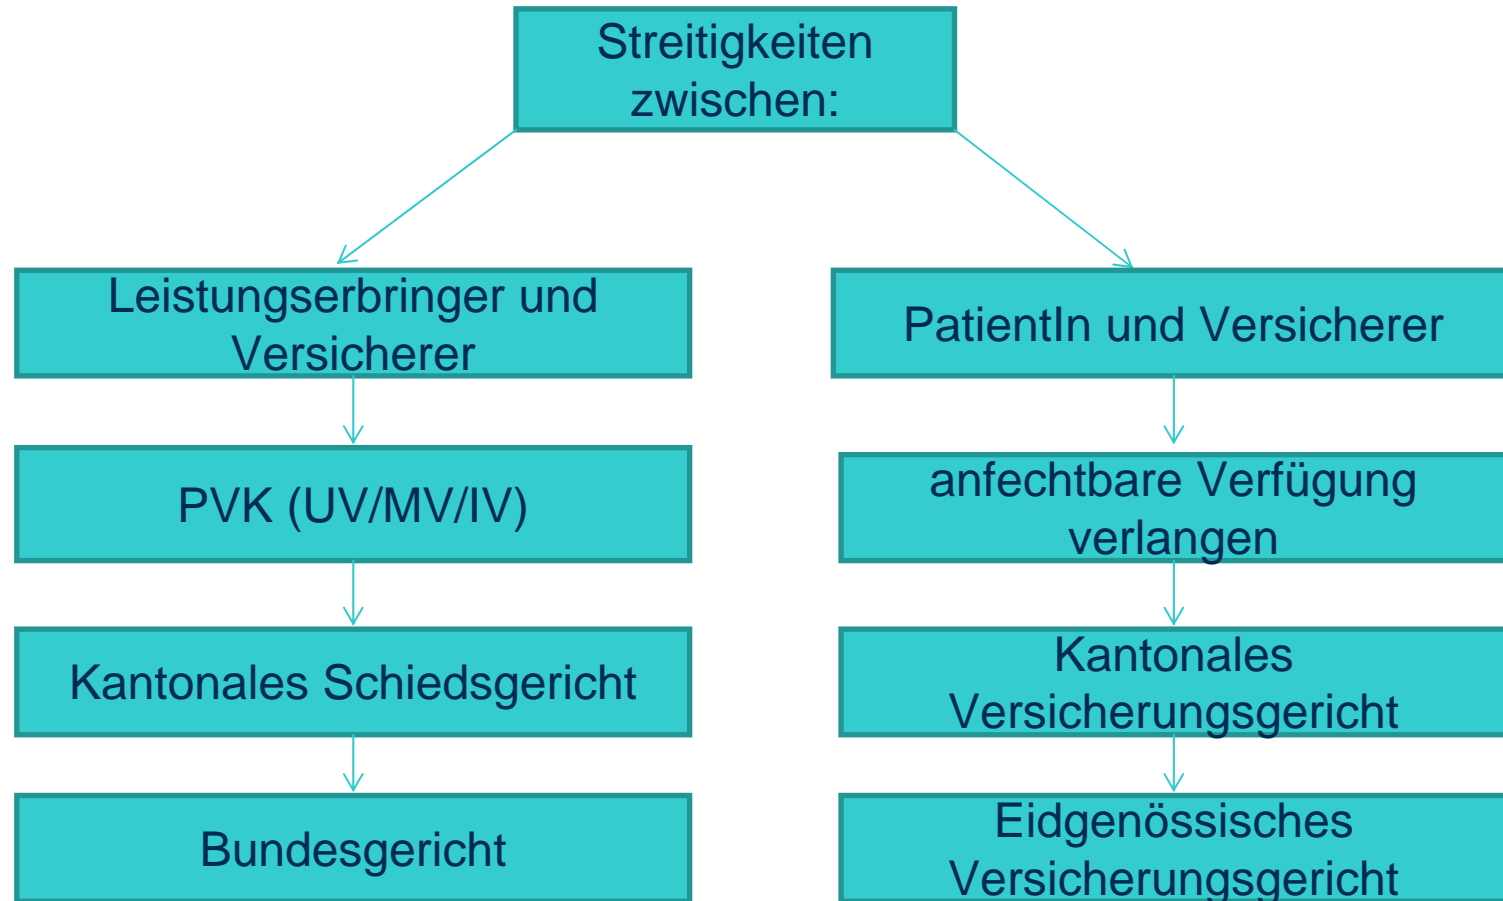 Streitigkeiten
zwischen:
Leistungserbringer und
Versicherer
PVK (UV/MV/IV)
Kantonales Schiedsgericht
Bundesgericht
PatientIn und Versicherer
anfechtbare Verfügung
verlangen
Kantonales
Versicherungsgericht
Eidgenössisches
Versicherungsgericht